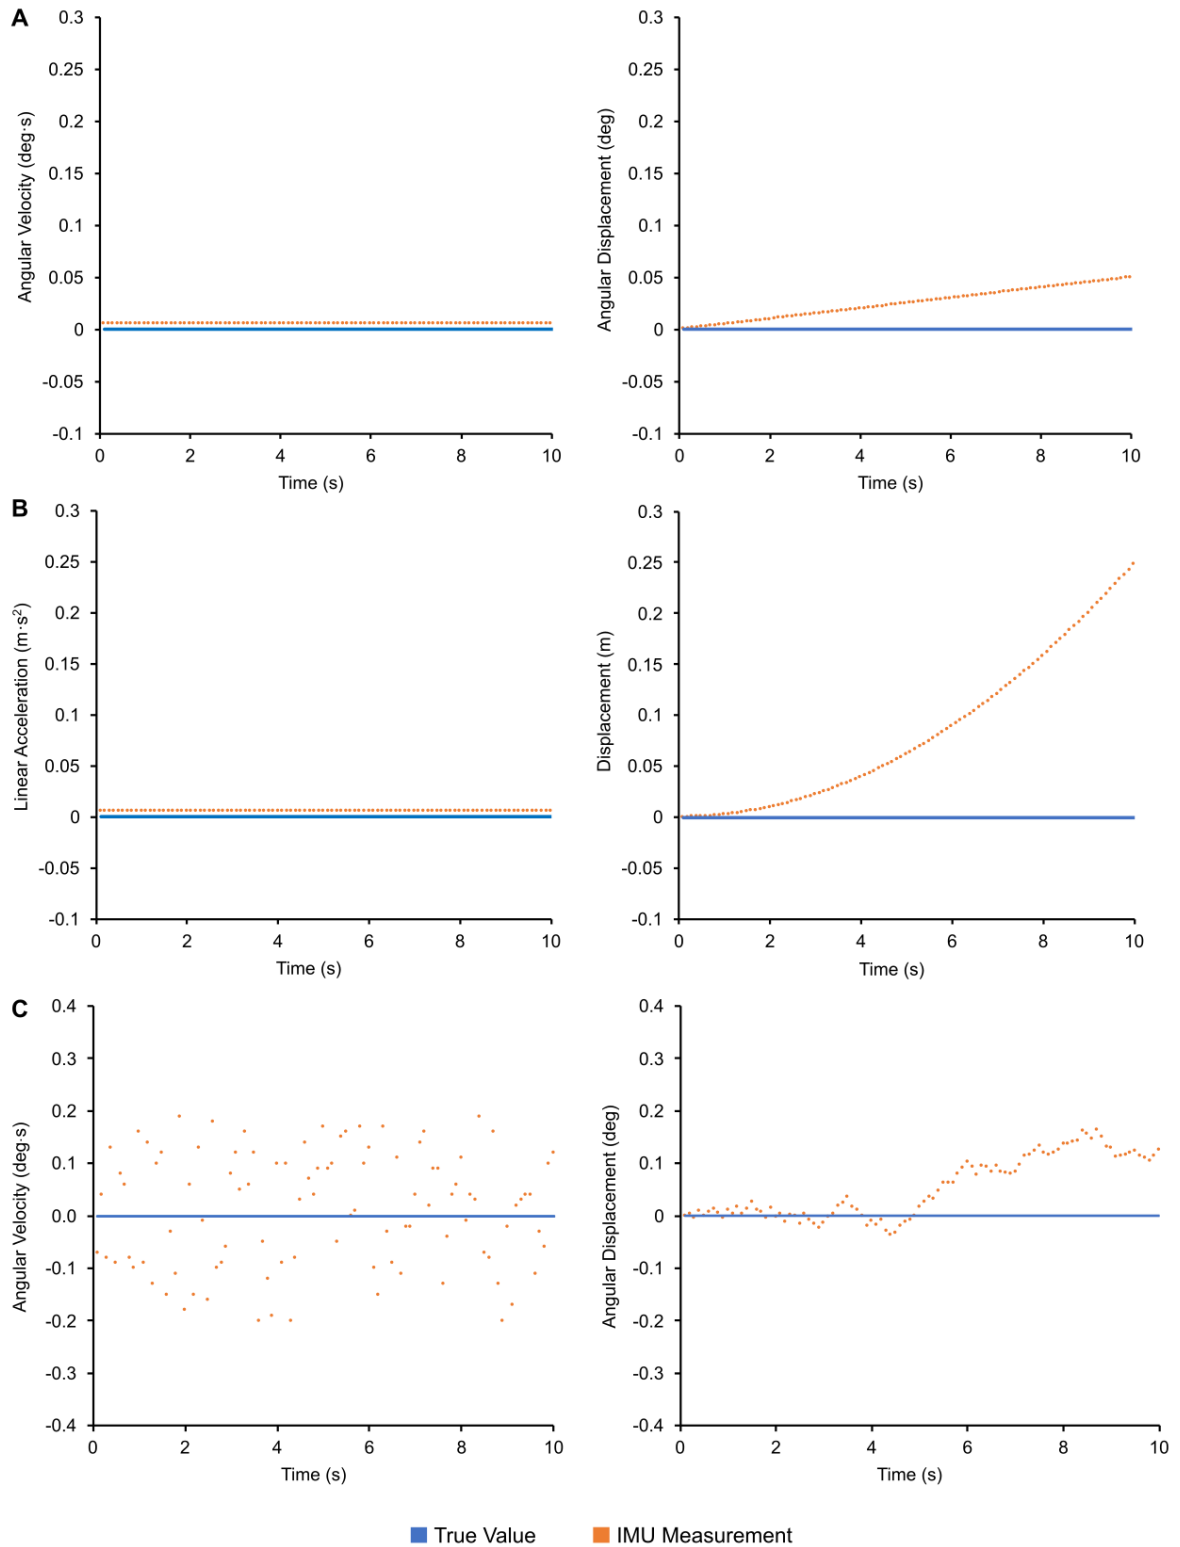 A
0.3
0.25
0.2
0.15
0.1
0.05
0
-0.05
-0.1
Angular Velocity (deg·s)
0 2 4 6 8 10
Time (s)
0.3
0.25
0.2
0.15
0.1
0.05
0
-0.05
-0.1
Angular Displacement (deg)
0 2 4 6 8 10
Time (s)
B
0.3
0.25
0.2
0.15
0.1
0.05
0
-0.05
-0.1
Linear Acceleration (m·s²)
0 2 4 6 8 10
Time (s)
0.3
0.25
0.2
0.15
0.1
0.05
0
-0.05
-0.1
Displacement (m)
0 2 4 6 8 10
Time (s)
C
0.4
0.3
0.2
0.1
0.0
-0.1
-0.2
-0.3
-0.4
Angular Velocity (deg·s)
0 2 4 6 8 10
Time (s)
0.4
0.3
0.2
0.1
0
-0.1
-0.2
-0.3
-0.4
Angular Displacement (deg)
0 2 4 6 8 10
Time (s)
True Value
IMU Measurement